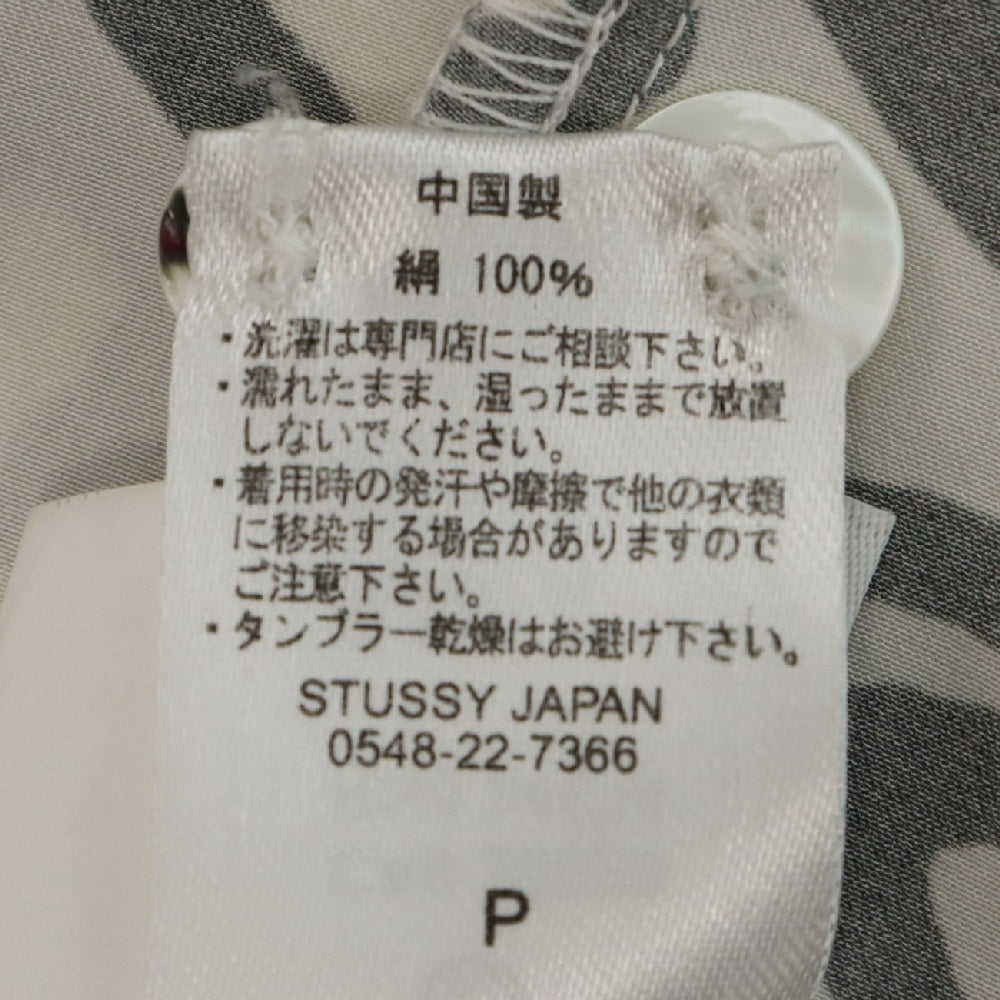 中国製
絹 100%
・洗濯は専門店にご相談下さい。
・濡れたまま、湿ったままで放置
しないでください。
・着用時の発汗や摩擦で他の衣類
に移染する場合がありますので
ご注意下さい。
・タンブラー乾燥はお避け下さい。
STUSSY JAPAN
0548-22-7366
P